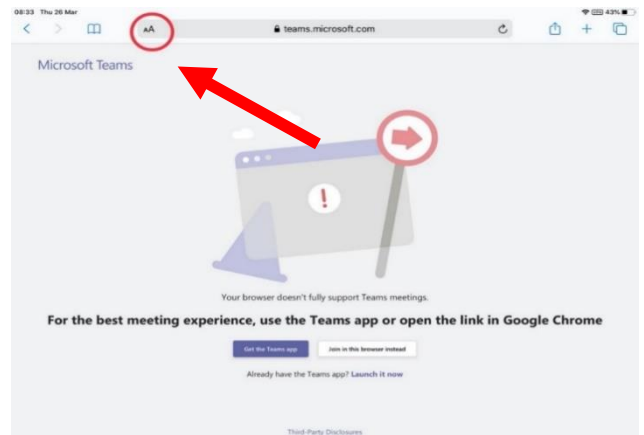 08:33 Thu 26 Mar
VPN 43%
AA
teams.microsoft.com
Microsoft Teams
!
Your browser doesn't fully support Teams meetings.
For the best meeting experience, use the Teams app or open the link in Google Chrome
Get the Teams app
Join in this browser instead
Already have the Teams app? Launch it now
Third-Party Disclosures